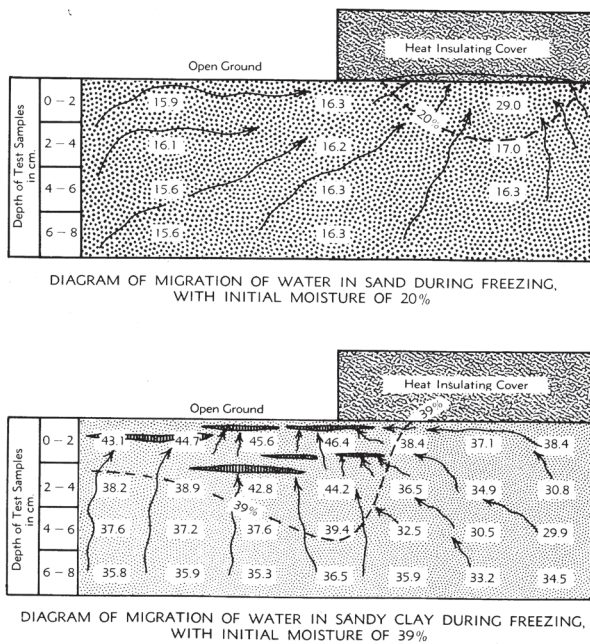 Heat Insulating Cover
Open Ground
Depth of Test Samples
in cm.
0 – 2 15.9 16.3 29.0
20%
2 – 4 16.1 16.2 17.0
4 – 6 15.6 16.3 16.3
6 – 8 15.6 16.3
DIAGRAM OF MIGRATION OF WATER IN SAND DURING FREEZING,
WITH INITIAL MOISTURE OF 20%
Heat Insulating Cover
Open Ground
39%
Depth of Test Samples
in cm.
0 – 2 43.1 44.7 45.6 46.4 38.4 37.1 38.4
2 – 4 38.2 38.9 42.8 44.2 36.5 34.9 30.8
39%
4 – 6 37.6 37.2 37.6 39.4 32.5 30.5 29.9
6 – 8 35.8 35.9 35.3 36.5 35.9 33.2 34.5
DIAGRAM OF MIGRATION OF WATER IN SANDY CLAY DURING FREEZING,
WITH INITIAL MOISTURE OF 39%